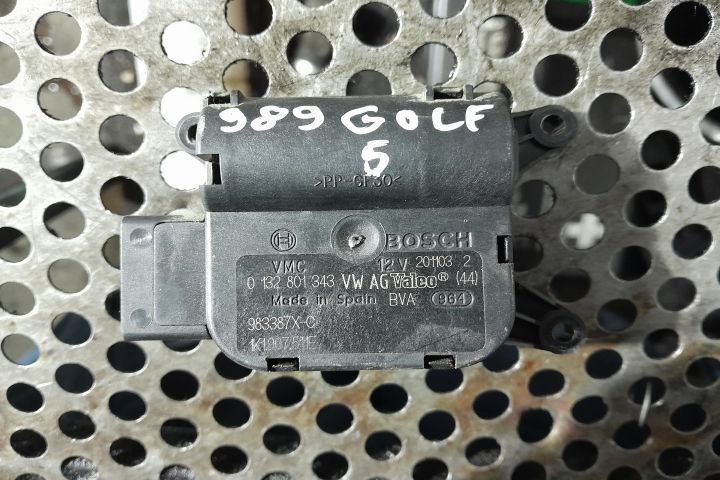 989 GOLF
5
>PP-GF30<
BOSCH
VMC 12 V 201103 2
0 132 801 343 VW AG Valeo® (44)
Made in Spain BVA 964
983387X-C